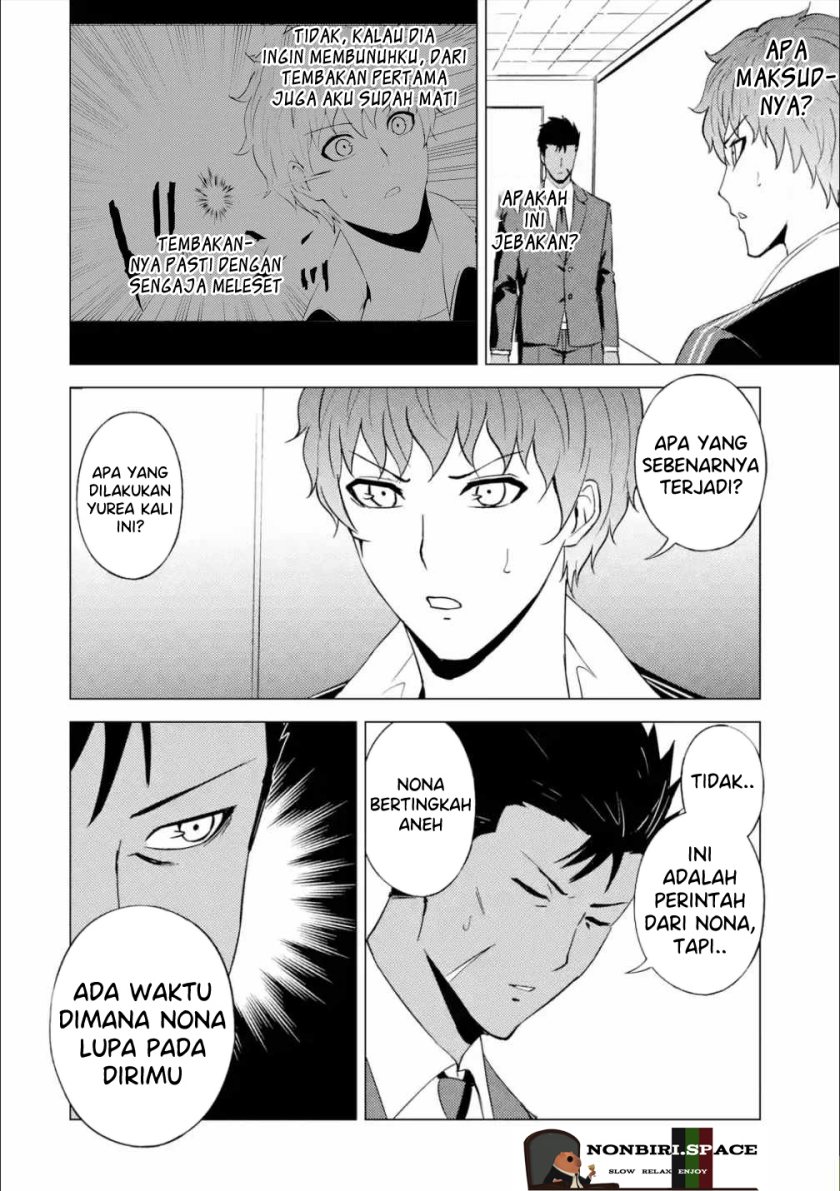 APA
MAKSUD-
NYA?
APAKAH
INI
JEBAKAN?
TIDAK, KALAU DIA
INGIN MEMBUNUHKU, DARI
TEMBAKAN PERTAMA
JUGA AKU SUDAH MATI
TEMBAKAN-
NYA PASTI DENGAN
SENGAJA MELESET
APA YANG
SEBENARNYA
TERJADI?
APA YANG
DILAKUKAN
YUREA KALI
INI?
TIDAK..
INI
ADALAH
PERINTAH
DARI NONA,
TAPI..
NONA
BERTINGKAH
ANEH
ADA WAKTU
DIMANA NONA
LUPA PADA
DIRIMU
NONBIRI.SPACE
SLOW RELAX ENJOY